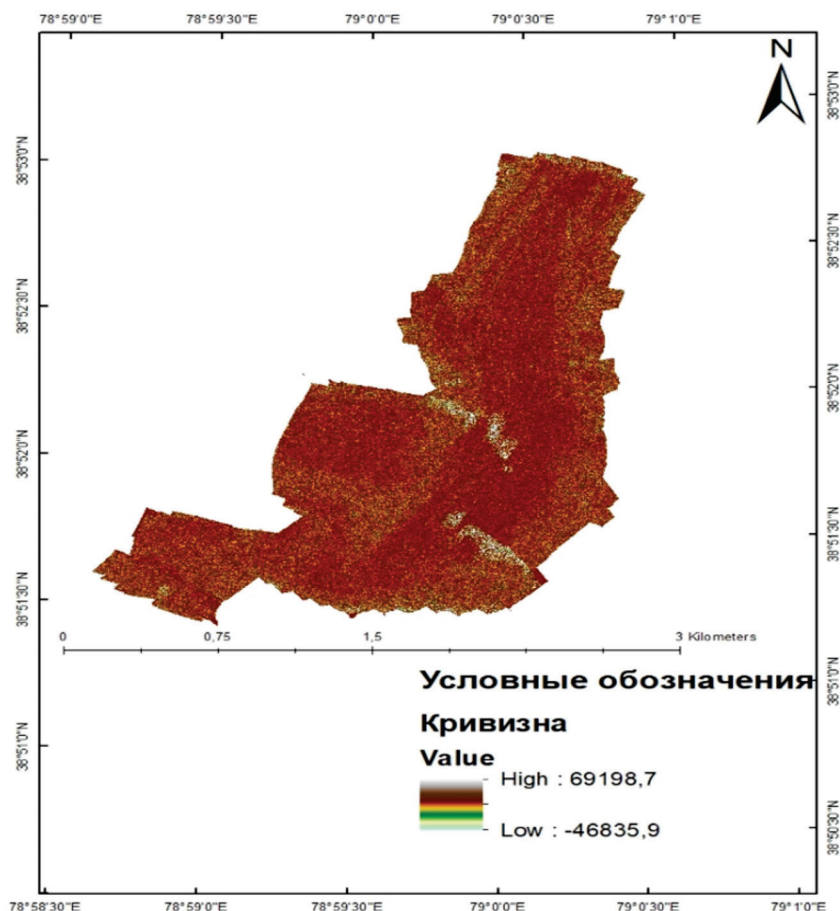 78°59'0"E 78°59'30"E 79°0'0"E 79°0'30"E 79°1'0"E
N
38°53'0"N
38°53'0"N
38°52'30"N
38°52'30"N
38°52'0"N
38°52'0"N
38°51'30"N
38°51'30"N
0 0,75 1,5 3 Kilometers
38°51'0"N
Условные обозначения
38°51'0"N
Кривизна
Value
High : 69198,7
Low : -46835,9
38°50'30"N
78°58'30"E 78°59'0"E 78°59'30"E 79°0'0"E 79°0'30"E 79°1'0"E